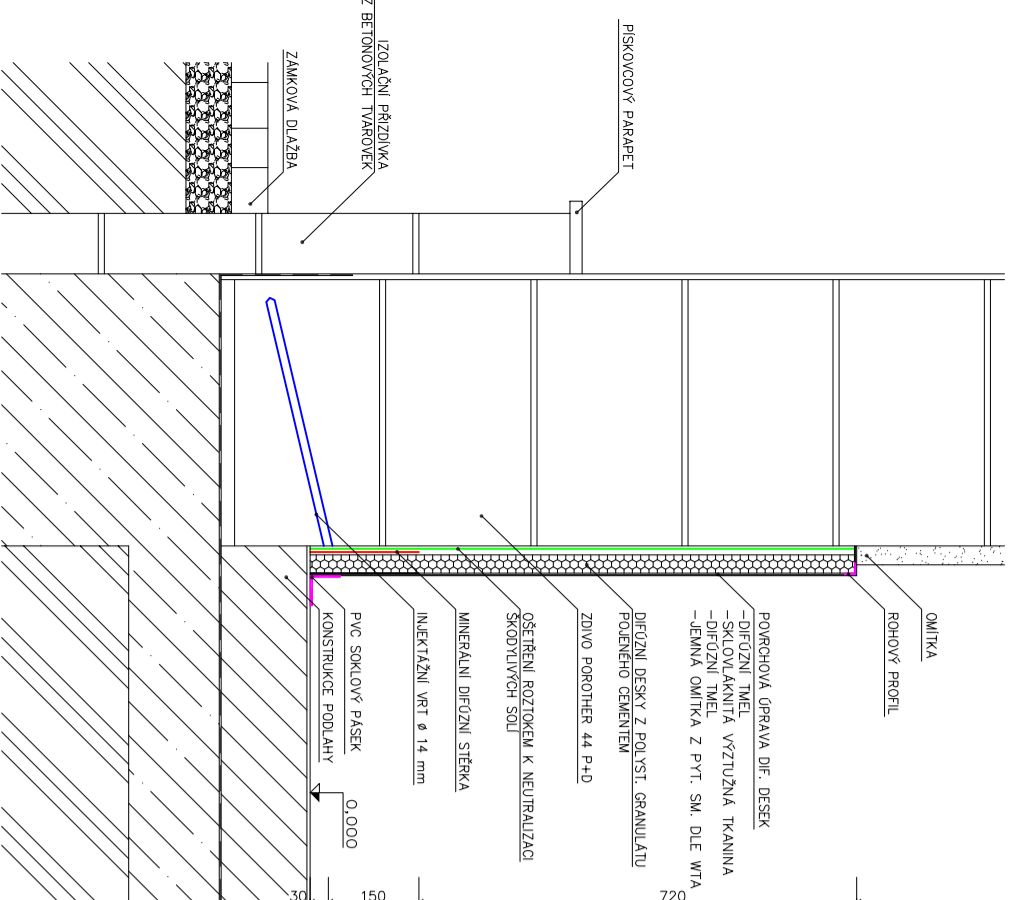 OMÍTKA
ROHOVÝ PROFIL
POVRCHOVÁ ÚPRAVA DIF. DESEK
-DIFÚZNÍ TMEL
-SKLOVLÁKNITÁ VÝZTUŽNÁ TKANINA
-DIFÚZNÍ TMEL
-JEMNÁ OMÍTKA Z PYT. SM. DLE WTA
DIFÚZNÍ DESKY Z POLYST. GRANULÁTU
POJENÉHO CEMENTEM
ZDIVO POROTHER 44 P+D
OŠETŘENÍ ROZTOKEM K NEUTRALIZACI
ŠKODYLIVÝCH SOLÍ
MINERÁLNÍ DIFÚZNÍ STĚRKA
INJEKTÁŽNÍ VRT ø 14 mm
PVC SOKLOVÝ PÁSEK
KONSTRUKCE PODLAHY
PÍSKOVCOVÝ PARAPET
IZOLAČNÍ PŘIZDÍVKA
Z BETONOVÝCH TVAROVEK
ZÁMKOVÁ DLAŽBA
0,000
720
150
30